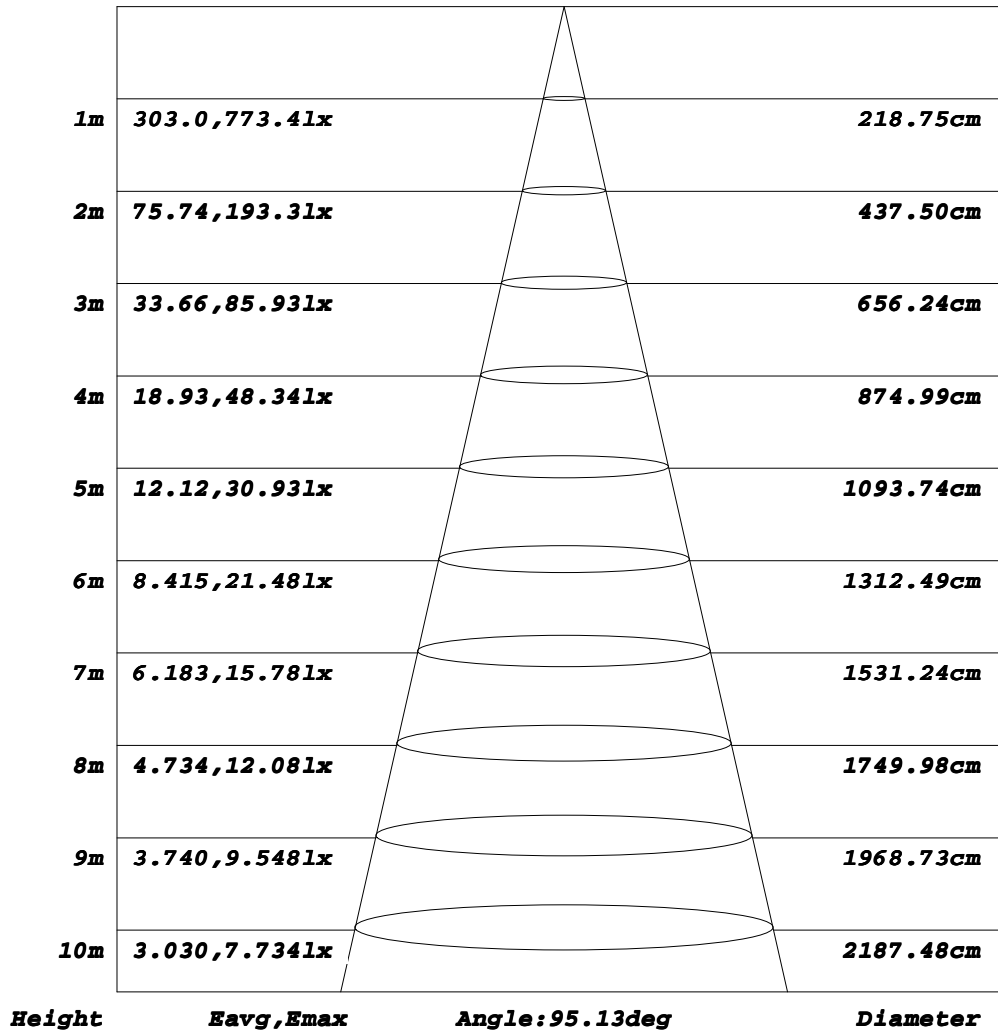 1m 303.0,773.4lx 218.75cm
2m 75.74,193.3lx 437.50cm
3m 33.66,85.93lx 656.24cm
4m 18.93,48.34lx 874.99cm
5m 12.12,30.93lx 1093.74cm
6m 8.415,21.48lx 1312.49cm
7m 6.183,15.78lx 1531.24cm
8m 4.734,12.08lx 1749.98cm
9m 3.740,9.548lx 1968.73cm
10m 3.030,7.734lx 2187.48cm
Height Eavg,Emax Angle:95.13deg Diameter